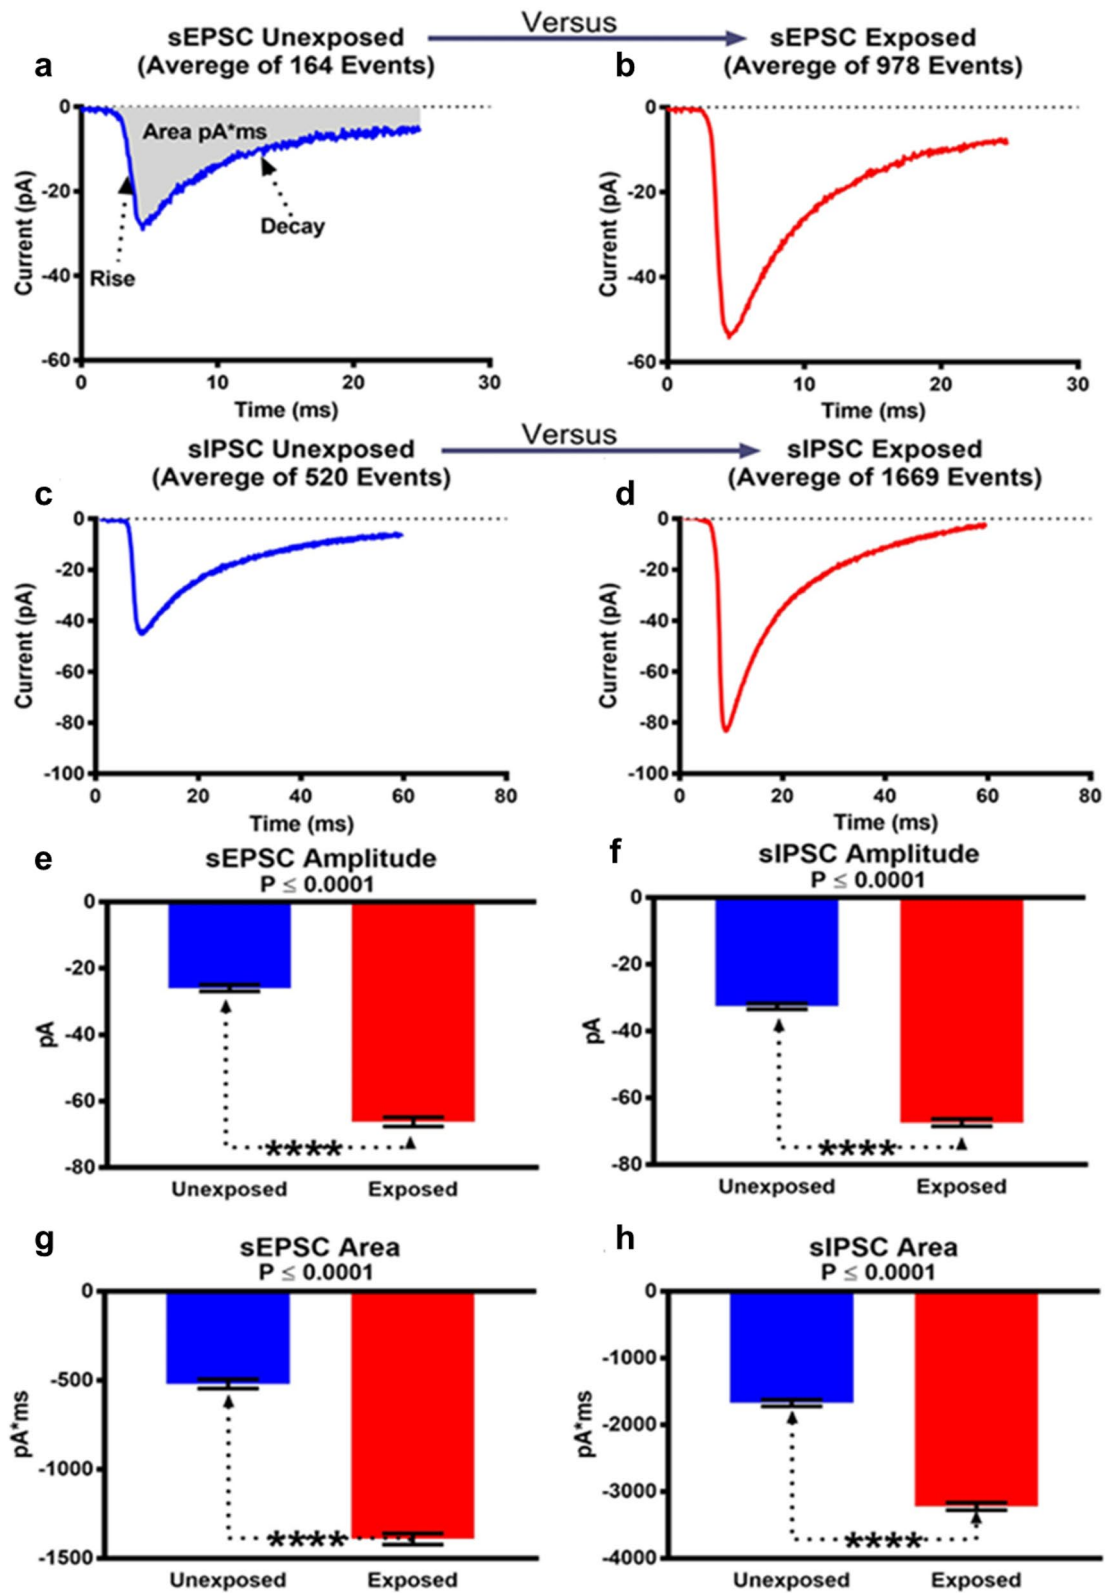 Versus
sEPSC Unexposed
(Averege of 164 Events)
sEPSC Exposed
(Averege of 978 Events)
a
b
0
-20
-40
-60
Current (pA)
Area pA*ms
Decay
Rise
0
10
20
30
Time (ms)
0
-20
-40
-60
Current (pA)
0
10
20
30
Time (ms)
Versus
sIPSC Unexposed
(Averege of 520 Events)
sIPSC Exposed
(Averege of 1669 Events)
c
d
0
-20
-40
-60
-80
-100
Current (pA)
0
20
40
60
80
Time (ms)
0
-20
-40
-60
-80
-100
Current (pA)
0
20
40
60
80
Time (ms)
e
sEPSC Amplitude
P ≤ 0.0001
0
-20
-40
-60
-80
pA
****
Unexposed
Exposed
f
sIPSC Amplitude
P ≤ 0.0001
0
-20
-40
-60
-80
pA
****
Unexposed
Exposed
g
sEPSC Area
P ≤ 0.0001
0
-500
-1000
-1500
pA*ms
****
Unexposed
Exposed
h
sIPSC Area
P ≤ 0.0001
0
-1000
-2000
-3000
-4000
pA*ms
****
Unexposed
Exposed